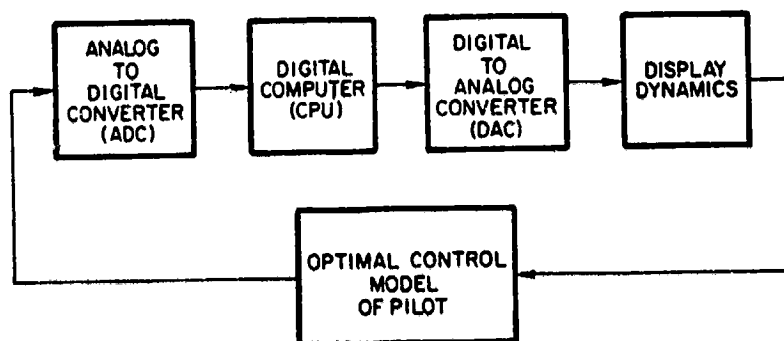 ANALOG
TO
DIGITAL
CONVERTER
(ADC)
DIGITAL
COMPUTER
(CPU)
DIGITAL
TO
ANALOG
CONVERTER
(DAC)
DISPLAY
DYNAMICS
OPTIMAL CONTROL
MODEL
OF PILOT